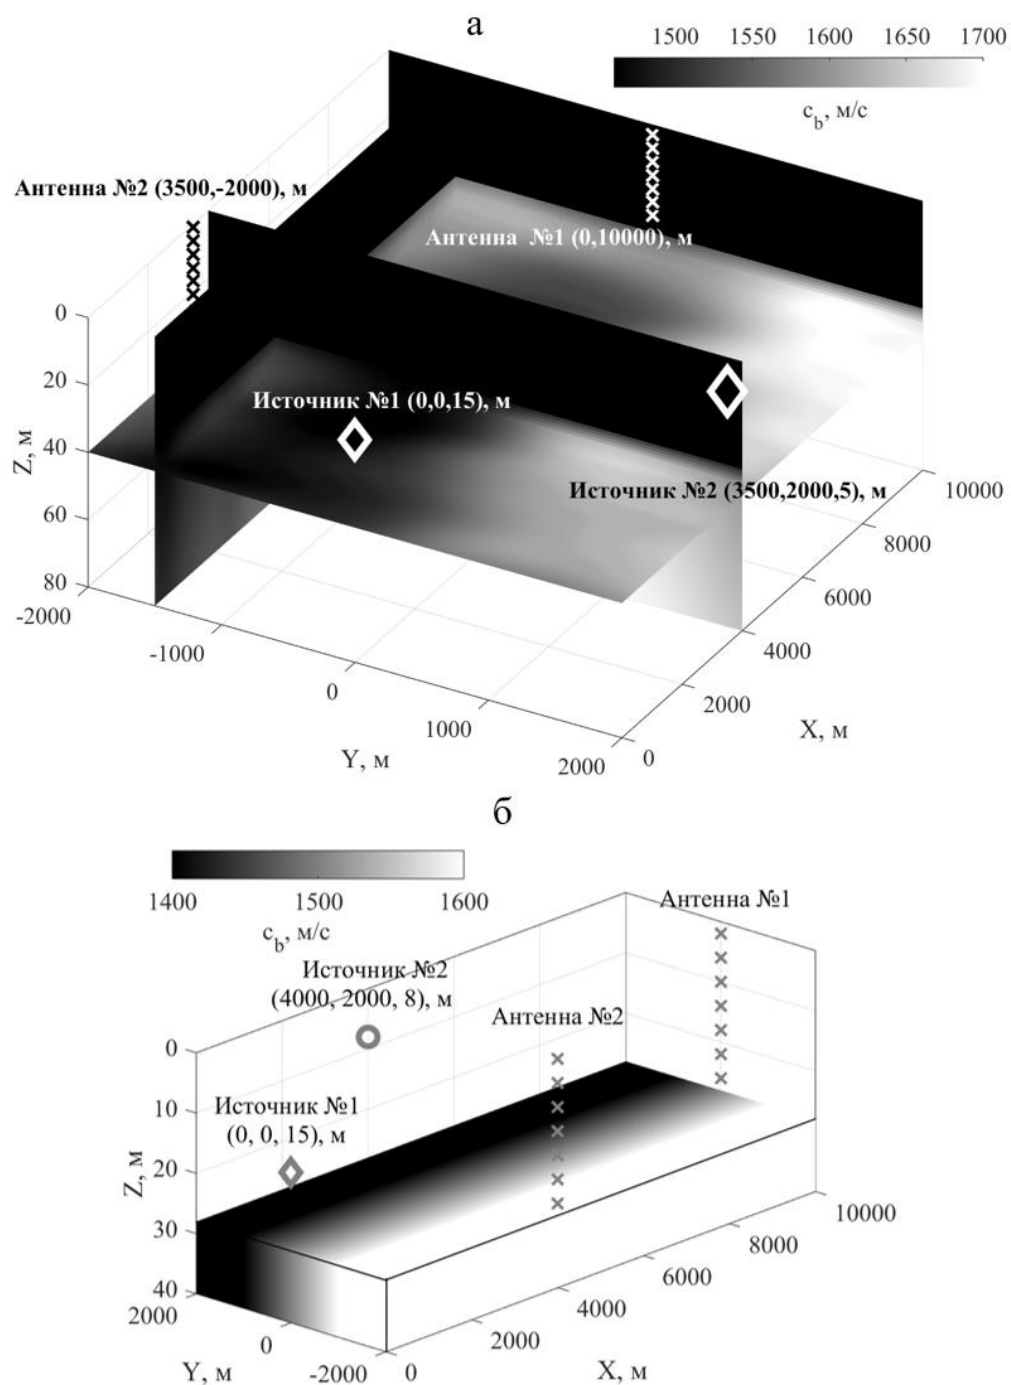 а
1500 1550 1600 1650 1700
c_b, м/с
Антенна №2 (3500,-2000), м
Антенна №1 (0,10000), м
Источник №1 (0,0,15), м
Источник №2 (3500,2000,5), м
0
20
40
60
80
Z, м
-2000
-1000
0
1000
2000
Y, м
0
2000
4000
6000
8000
10000
X, м
б
1400 1500 1600
c_b, м/с
Антенна №1
Источник №2
(4000, 2000, 8), м
Антенна №2
Источник №1
(0, 0, 15), м
0
10
20
30
40
Z, м
2000
0
-2000
Y, м
0
2000
4000
6000
8000
10000
X, м